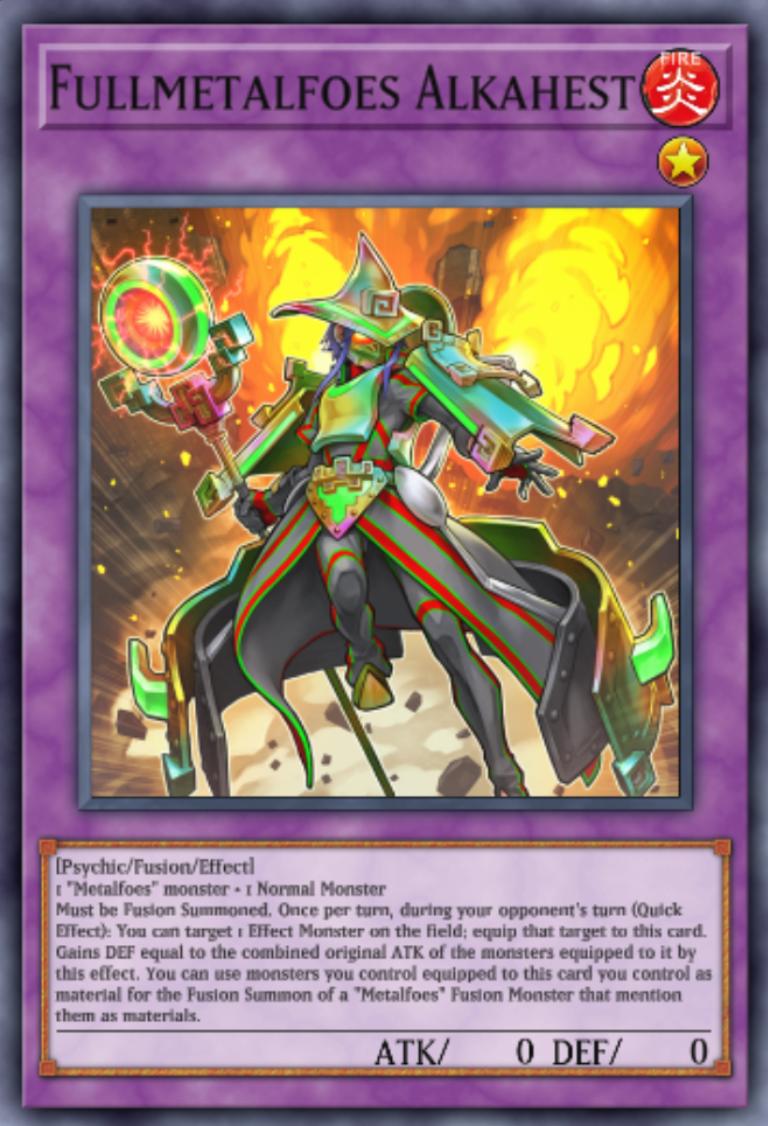 FULLMETALFOES ALKAHEST
FIRE
炎
[Psychic/Fusion/Effect]
1 "Metalfoes" monster + 1 Normal Monster
Must be Fusion Summoned. Once per turn, during your opponent's turn (Quick
Effect): You can target 1 Effect Monster on the field; equip that target to this card.
Gains DEF equal to the combined original ATK of the monsters equipped to it by
this effect. You can use monsters you control equipped to this card you control as
material for the Fusion Summon of a "Metalfoes" Fusion Monster that mention
them as materials.
ATK/ 0 DEF/ 0